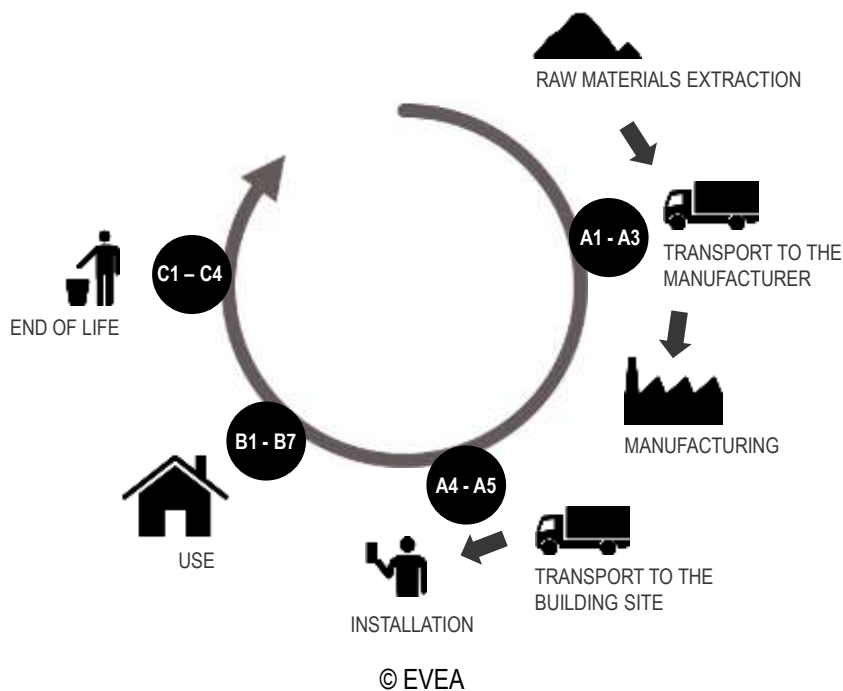 RAW MATERIALS EXTRACTION
A1 - A3
TRANSPORT TO THE
MANUFACTURER
C1 – C4
END OF LIFE
MANUFACTURING
B1 - B7
A4 - A5
USE
TRANSPORT TO THE
BUILDING SITE
INSTALLATION
© EVEA